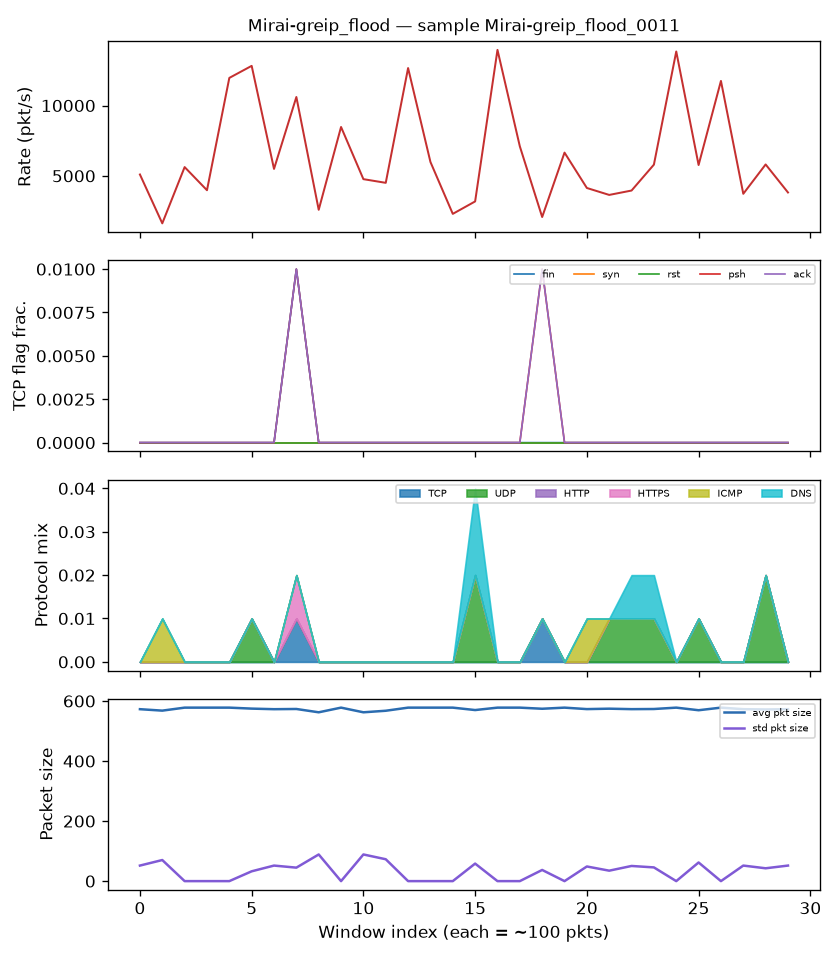 Mirai-greip_flood — sample Mirai-greip_flood_0011
Rate (pkt/s)
10000
5000
TCP flag frac.
0.0100
0.0075
0.0050
0.0025
0.0000
fin syn rst psh ack
Protocol mix
0.04
0.03
0.02
0.01
0.00
TCP UDP HTTP HTTPS ICMP DNS
Packet size
600
400
200
0
avg pkt size
std pkt size
0 5 10 15 20 25 30
Window index (each = ~100 pkts)